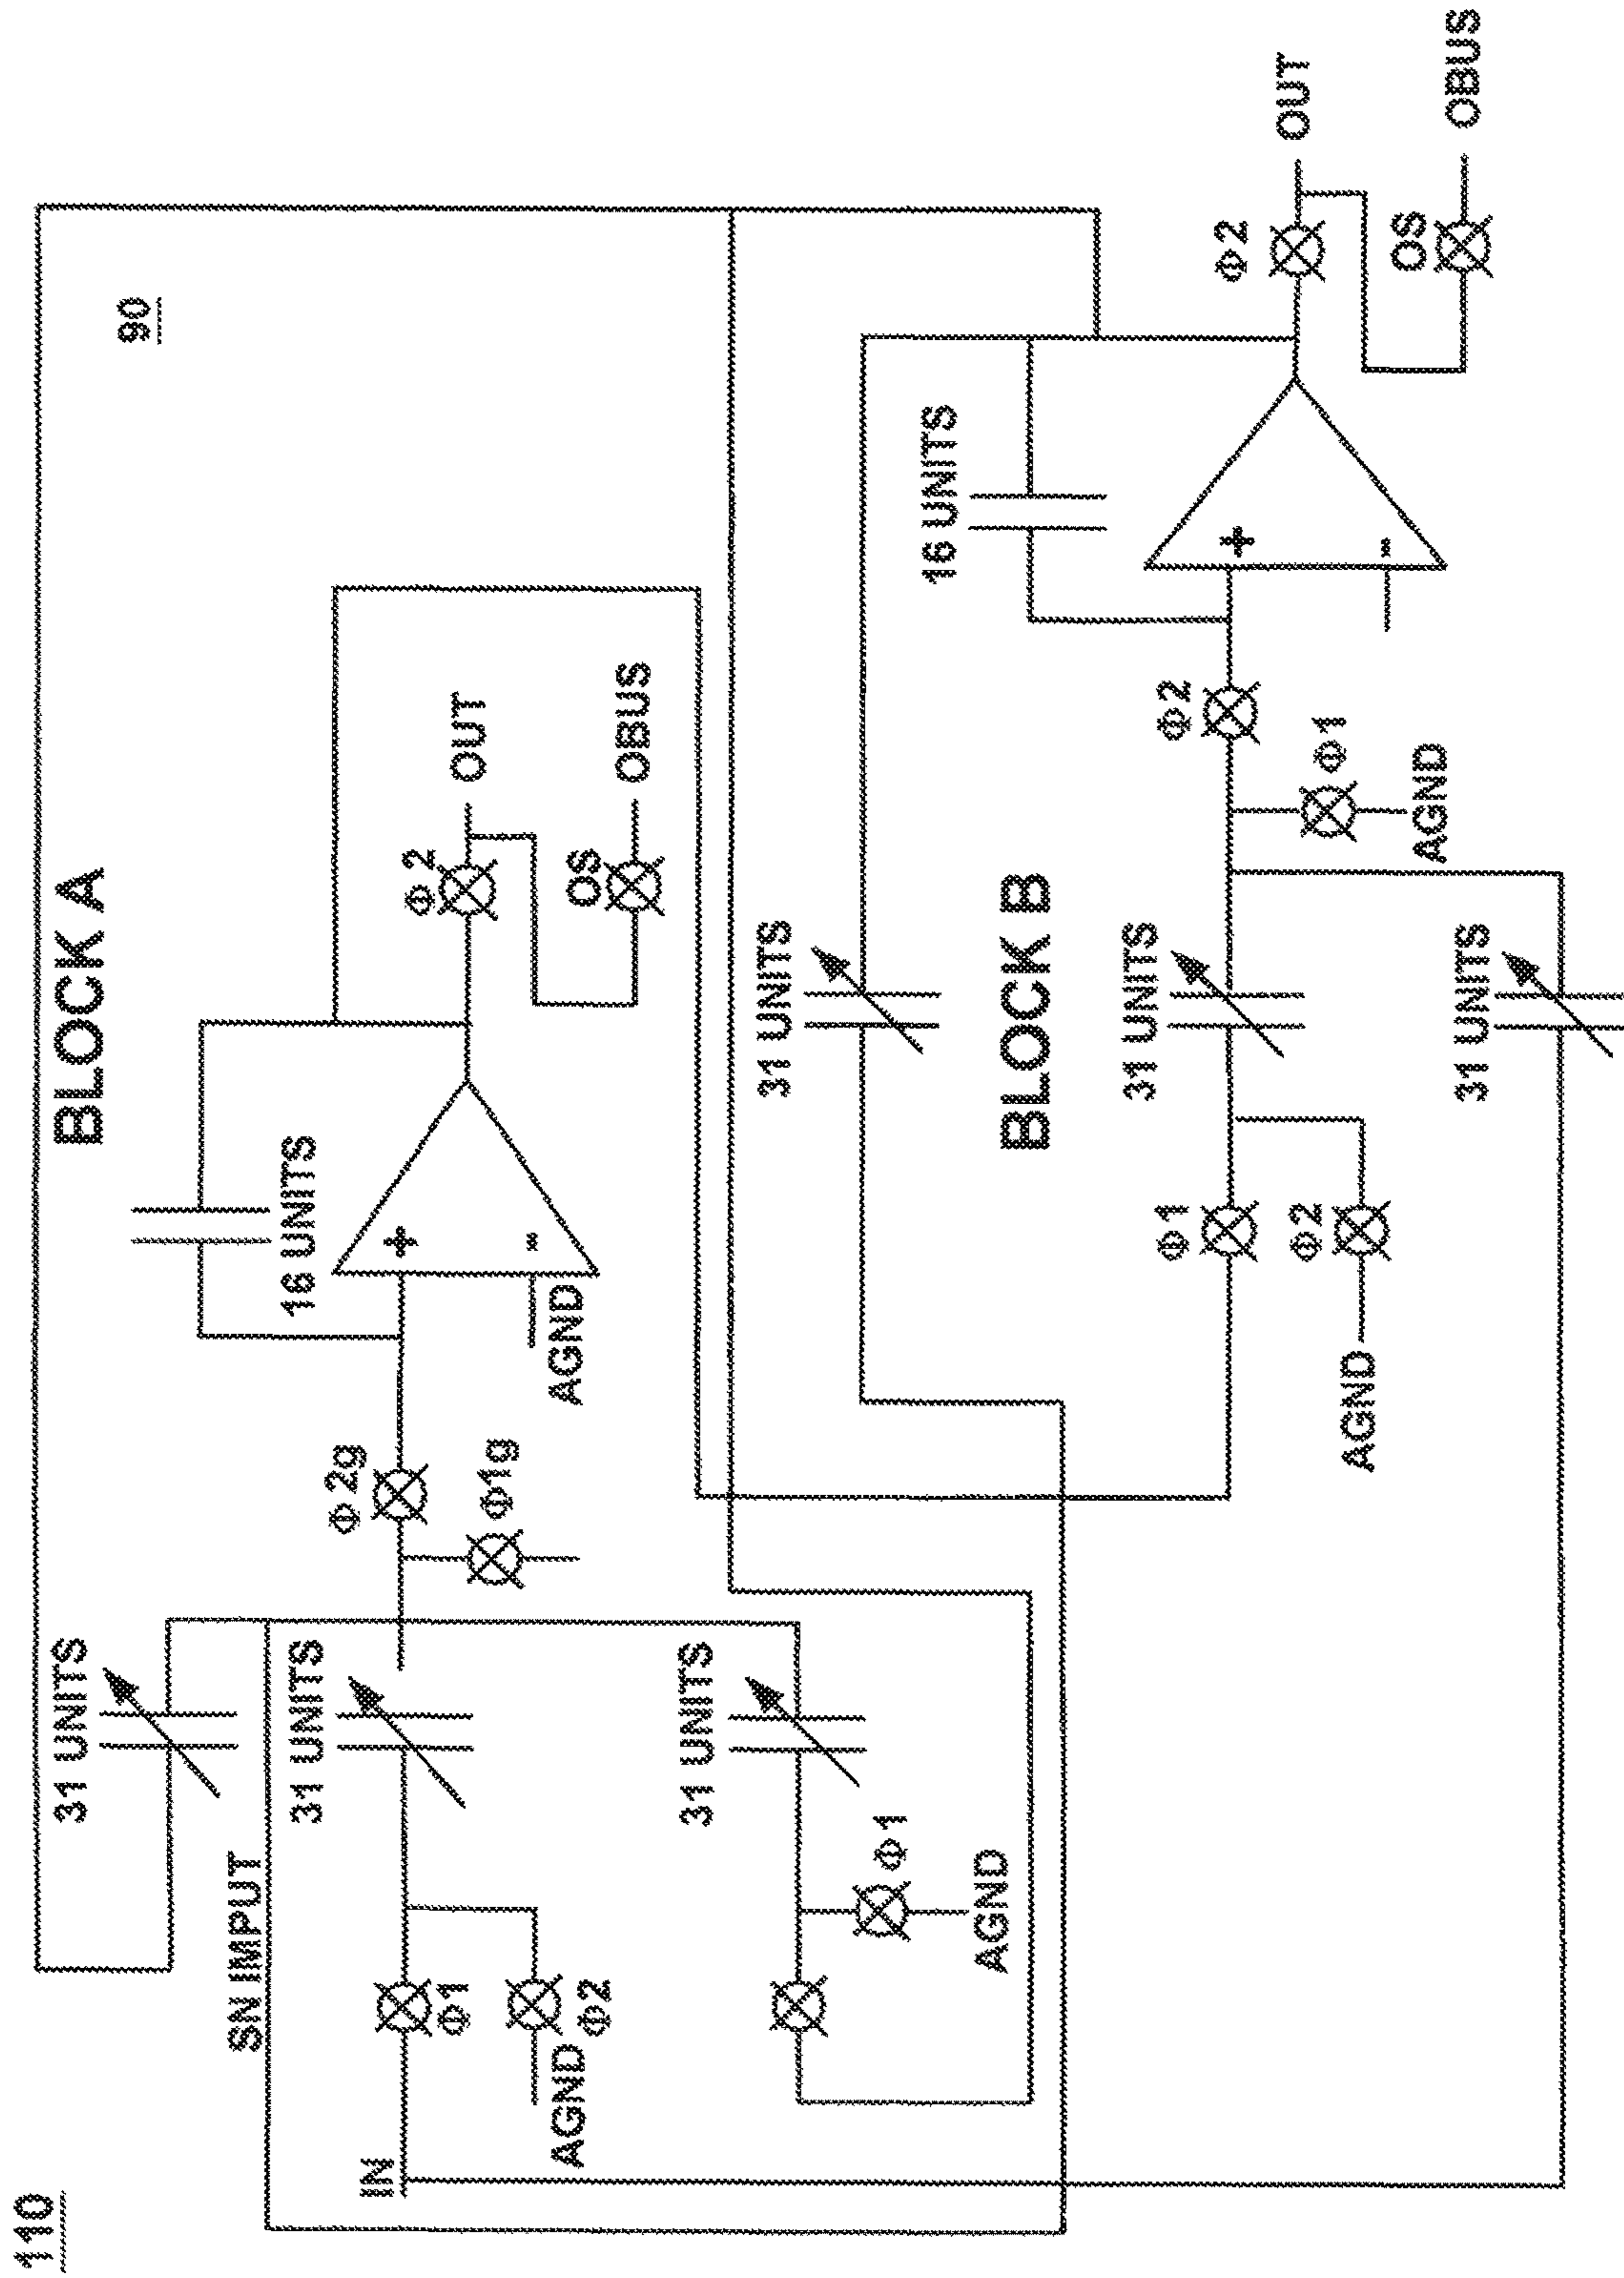 110
90
BLOCK A
31 UNITS
16 UNITS
SN IMPUT
31 UNITS
Φ2g
+
Φ 2
OUT
IN
Φ1
Φ1g
-
AGND
OS
OBUS
AGND
Φ2
31 UNITS
31 UNITS
Φ1
AGND
16 UNITS
BLOCK B
Φ1
31 UNITS
Φ2
+
Φ2
OUT
AGND
Φ2
Φ1
AGND
-
OS
OBUS
31 UNITS